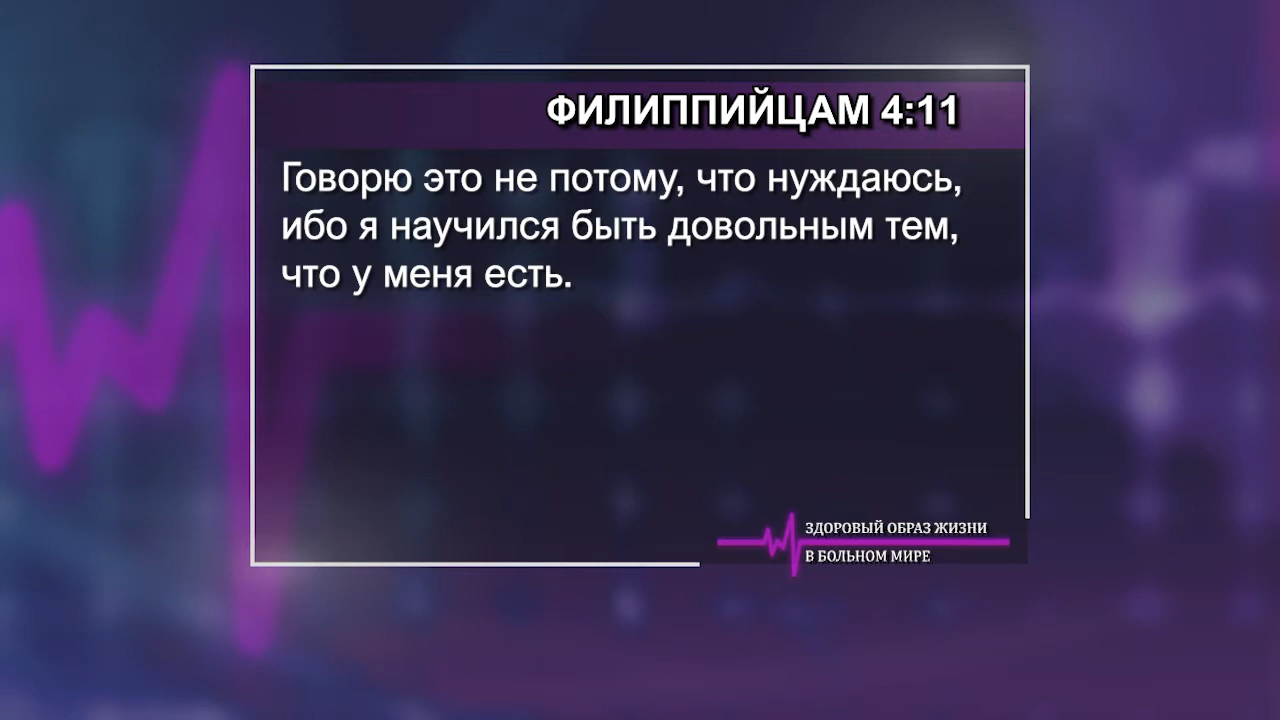 ФИЛИППИЙЦАМ 4:11
Говорю это не потому, что нуждаюсь,
ибо я научился быть довольным тем,
что у меня есть.
ЗДОРОВЫЙ ОБРАЗ ЖИЗНИ
В БОЛЬНОМ МИРЕ